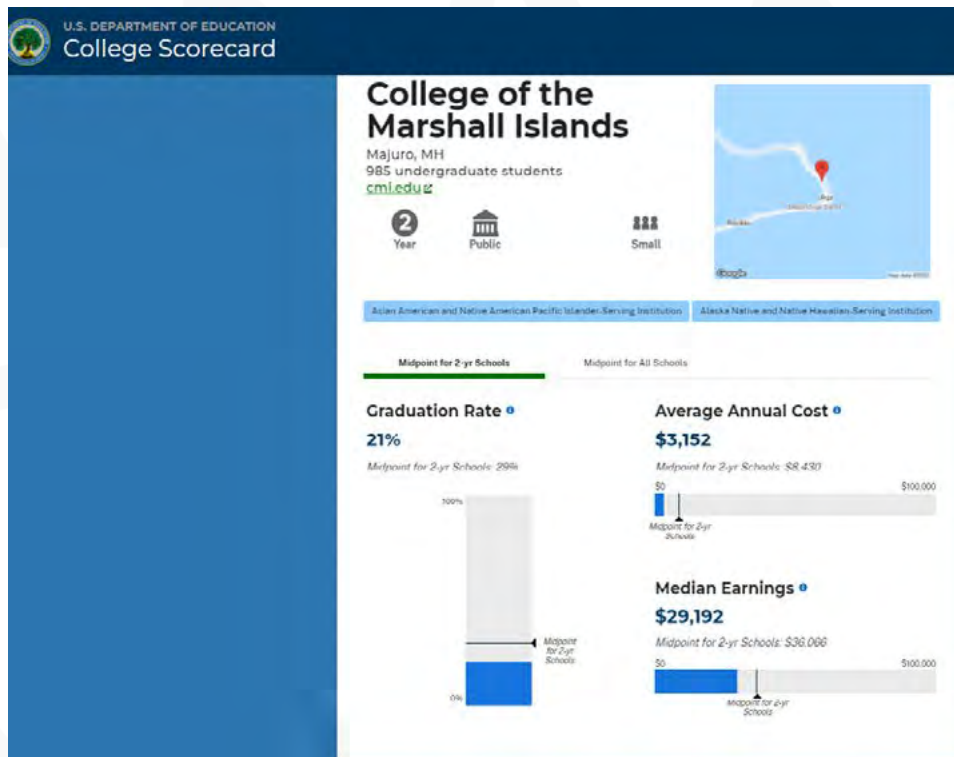 U.S. DEPARTMENT OF EDUCATION
College Scorecard
College of the
Marshall Islands
Majuro, MH
985 undergraduate students
cmi.edu
2
Year
Public
Small
Google
Asian American and Native American Pacific Islander-Serving Institution
Alaska Native and Native Hawaiian-Serving Institution
Midpoint for 2-yr Schools
Midpoint for All Schools
Graduation Rate
21%
Midpoint for 2-yr Schools: 29%
100%
Midpoint
for 2-yr
Schools
0%
Average Annual Cost
$3,152
Midpoint for 2-yr Schools: $8,430
$0
$100,000
Midpoint for 2-yr
Schools
Median Earnings
$29,192
Midpoint for 2-yr Schools: $36,066
$0
$100,000
Midpoint for 2-yr
Schools